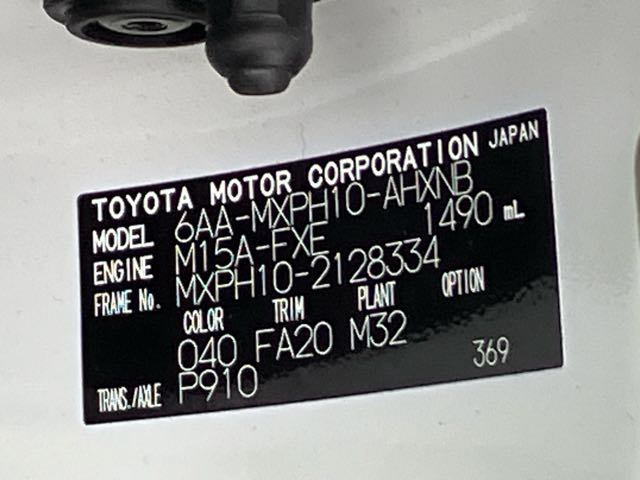 TOYOTA MOTOR CORPORATION JAPAN
MODEL 6AA-MXPH10-AHXNB
ENGINE M15A-FXE 1490 mL
FRAME No. MXPH10-2128334
COLOR TRIM PLANT OPTION
040 FA20 M32
TRANS./AXLE P910 369